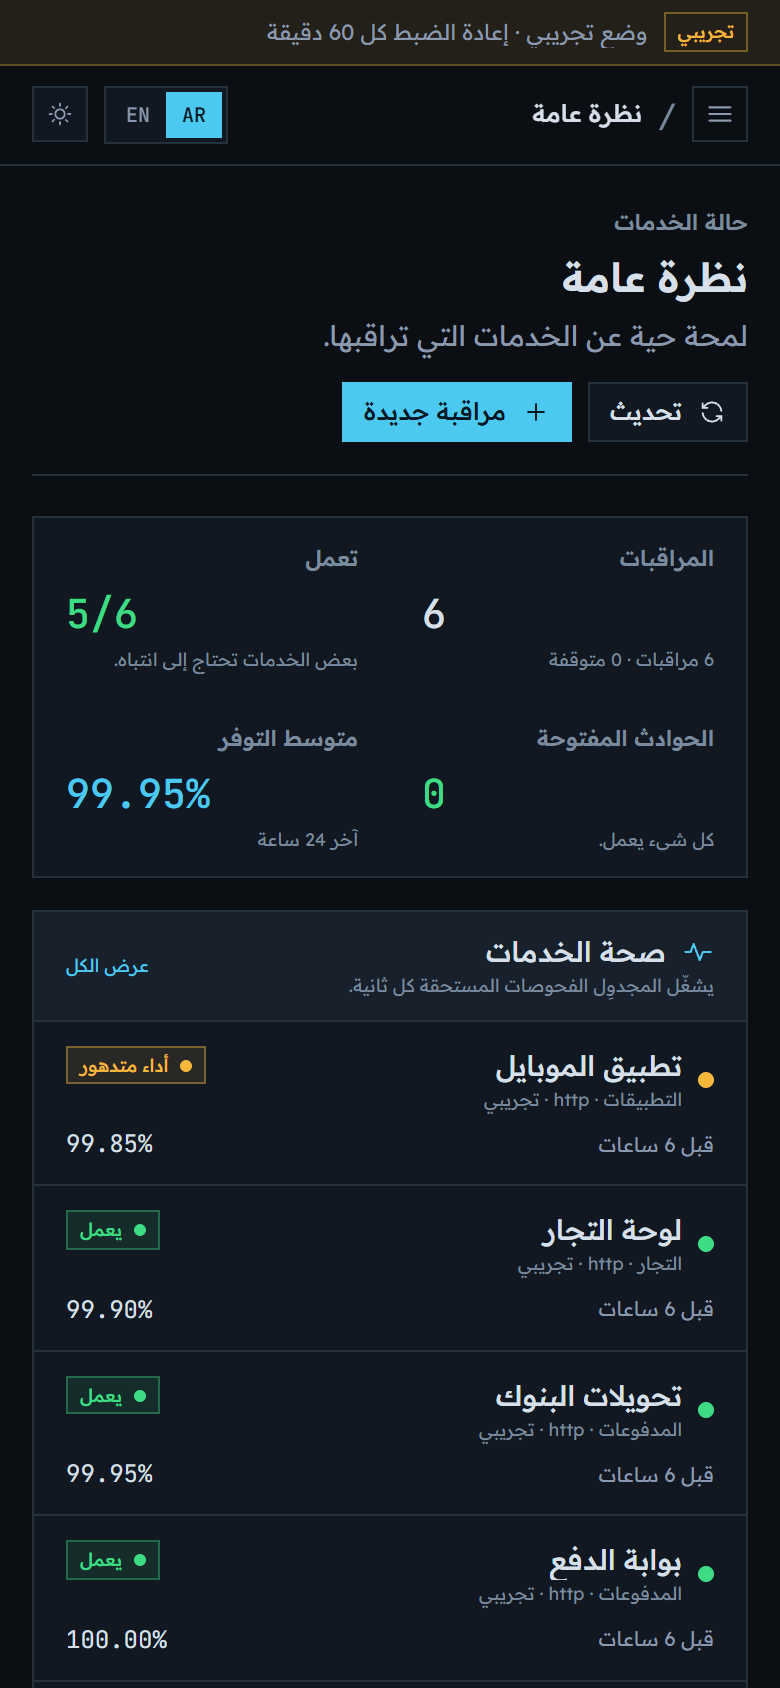 تجريبي وضع تجريبي · إعادة الضبط كل 60 دقيقة
/ نظرة عامة AR EN
حالة الخدمات
نظرة عامة
لمحة حية عن الخدمات التي تراقبها.
تحديث
مراقبة جديدة
المراقبات
6
6 مراقبات · 0 متوقفة
تعمل
5/6
بعض الخدمات تحتاج إلى انتباه.
الحوادث المفتوحة
0
كل شيء يعمل.
متوسط التوفر
99.95%
آخر 24 ساعة
صحة الخدمات
يشغّل المجدوِل الفحوصات المستحقة كل ثانية.
عرض الكل
تطبيق الموبايل
التطبيقات · http · تجريبي
أداء متدهور
قبل 6 ساعات
99.85%
لوحة التجار
التجار · http · تجريبي
يعمل
قبل 6 ساعات
99.90%
تحويلات البنوك
المدفوعات · http · تجريبي
يعمل
قبل 6 ساعات
99.95%
بوابة الدفع
المدفوعات · http · تجريبي
يعمل
قبل 6 ساعات
100.00%